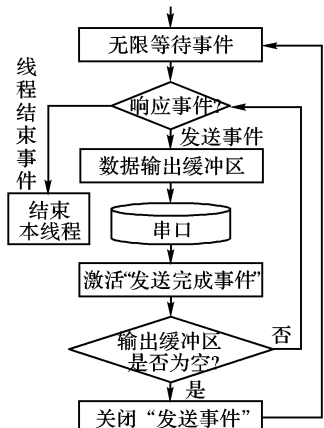 无限等待事件
线程结束事件
响应事件?
发送事件
数据输出缓冲区
结束
本线程
串口
激活“发送完成事件”
输出缓冲区
是否为空?
否
是
关闭“发送事件”